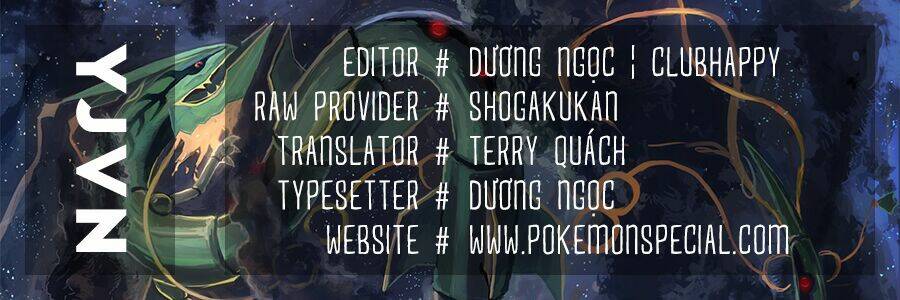 YJVN
EDITOR # DƯƠNG NGỌC ¦ CLUBHAPPY
RAW PROVIDER # SHOGAKUKAN
TRANSLATOR # TERRY QUÁCH
TYPESETTER # DƯƠNG NGỌC
WEBSITE # WWW.POKEMONSPECIAL.COM